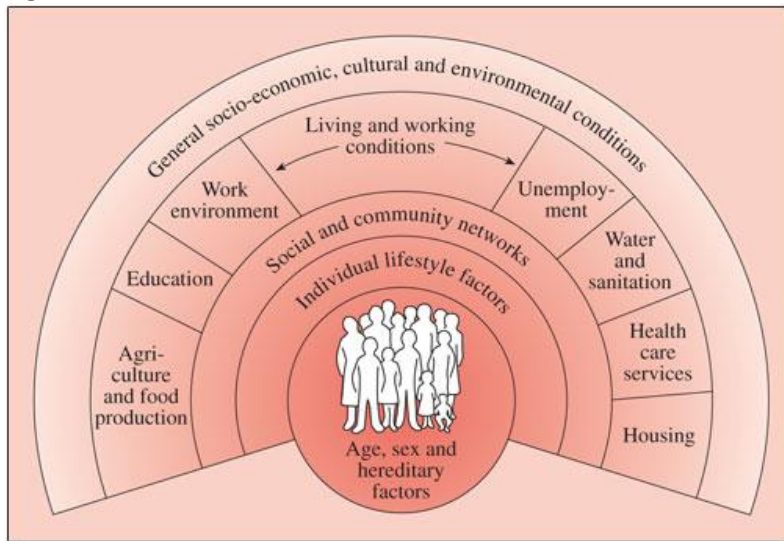 General socio-economic, cultural and environmental conditions
Living and working
conditions
Work
environment
Unemploy-
ment
Social and community networks
Water
and
sanitation
Education
Individual lifestyle factors
Health
care
services
Agri-
culture
and food
production
Housing
Age, sex and
hereditary
factors